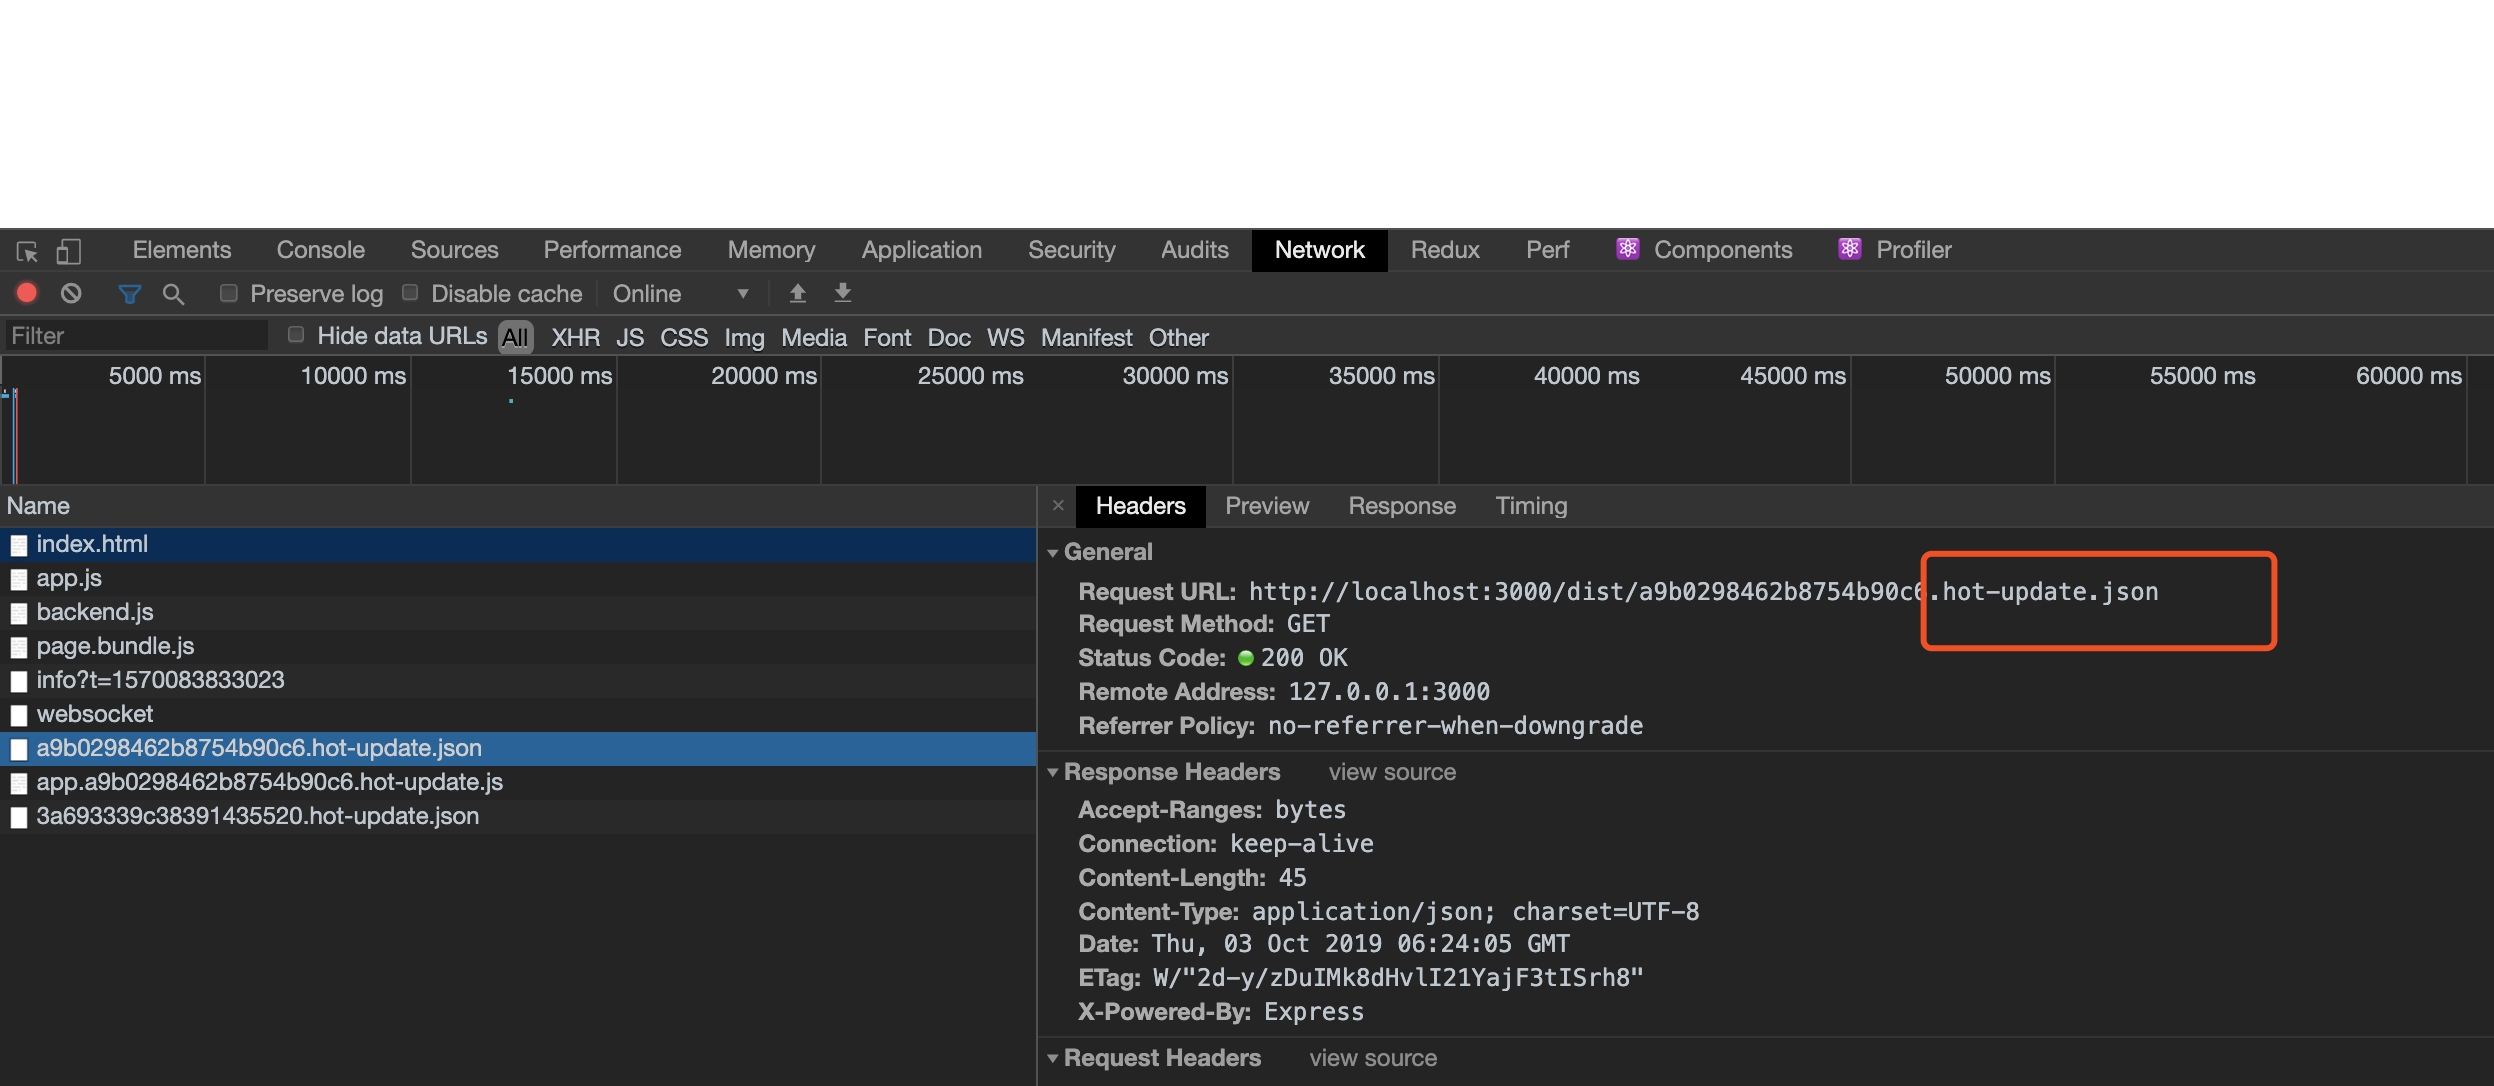 Elements Console Sources Performance Memory Application Security Audits Network Redux Perf Components Profiler
Preserve log Disable cache Online
Filter Hide data URLs All XHR JS CSS Img Media Font Doc WS Manifest Other
5000 ms 10000 ms 15000 ms 20000 ms 25000 ms 30000 ms 35000 ms 40000 ms 45000 ms 50000 ms 55000 ms 60000 ms
Name
index.html
app.js
backend.js
page.bundle.js
info?t=1570083833023
websocket
a9b0298462b8754b90c6.hot-update.json
app.a9b0298462b8754b90c6.hot-update.js
3a693339c38391435520.hot-update.json
Headers Preview Response Timing
General
Request URL: http://localhost:3000/dist/a9b0298462b8754b90c6.hot-update.json
Request Method: GET
Status Code: 200 OK
Remote Address: 127.0.0.1:3000
Referrer Policy: no-referrer-when-downgrade
Response Headers view source
Accept-Ranges: bytes
Connection: keep-alive
Content-Length: 45
Content-Type: application/json; charset=UTF-8
Date: Thu, 03 Oct 2019 06:24:05 GMT
ETag: W/"2d-y/zDuIMk8dHvlI21YajF3tISrh8"
X-Powered-By: Express
Request Headers view source